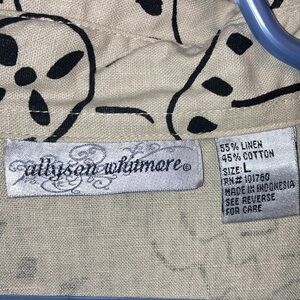 allyson whitmore©
55% LINEN
45% COTTON
SIZE: L
RN# 101760
MADE IN INDONESIA
SEE REVERSE
FOR CARE